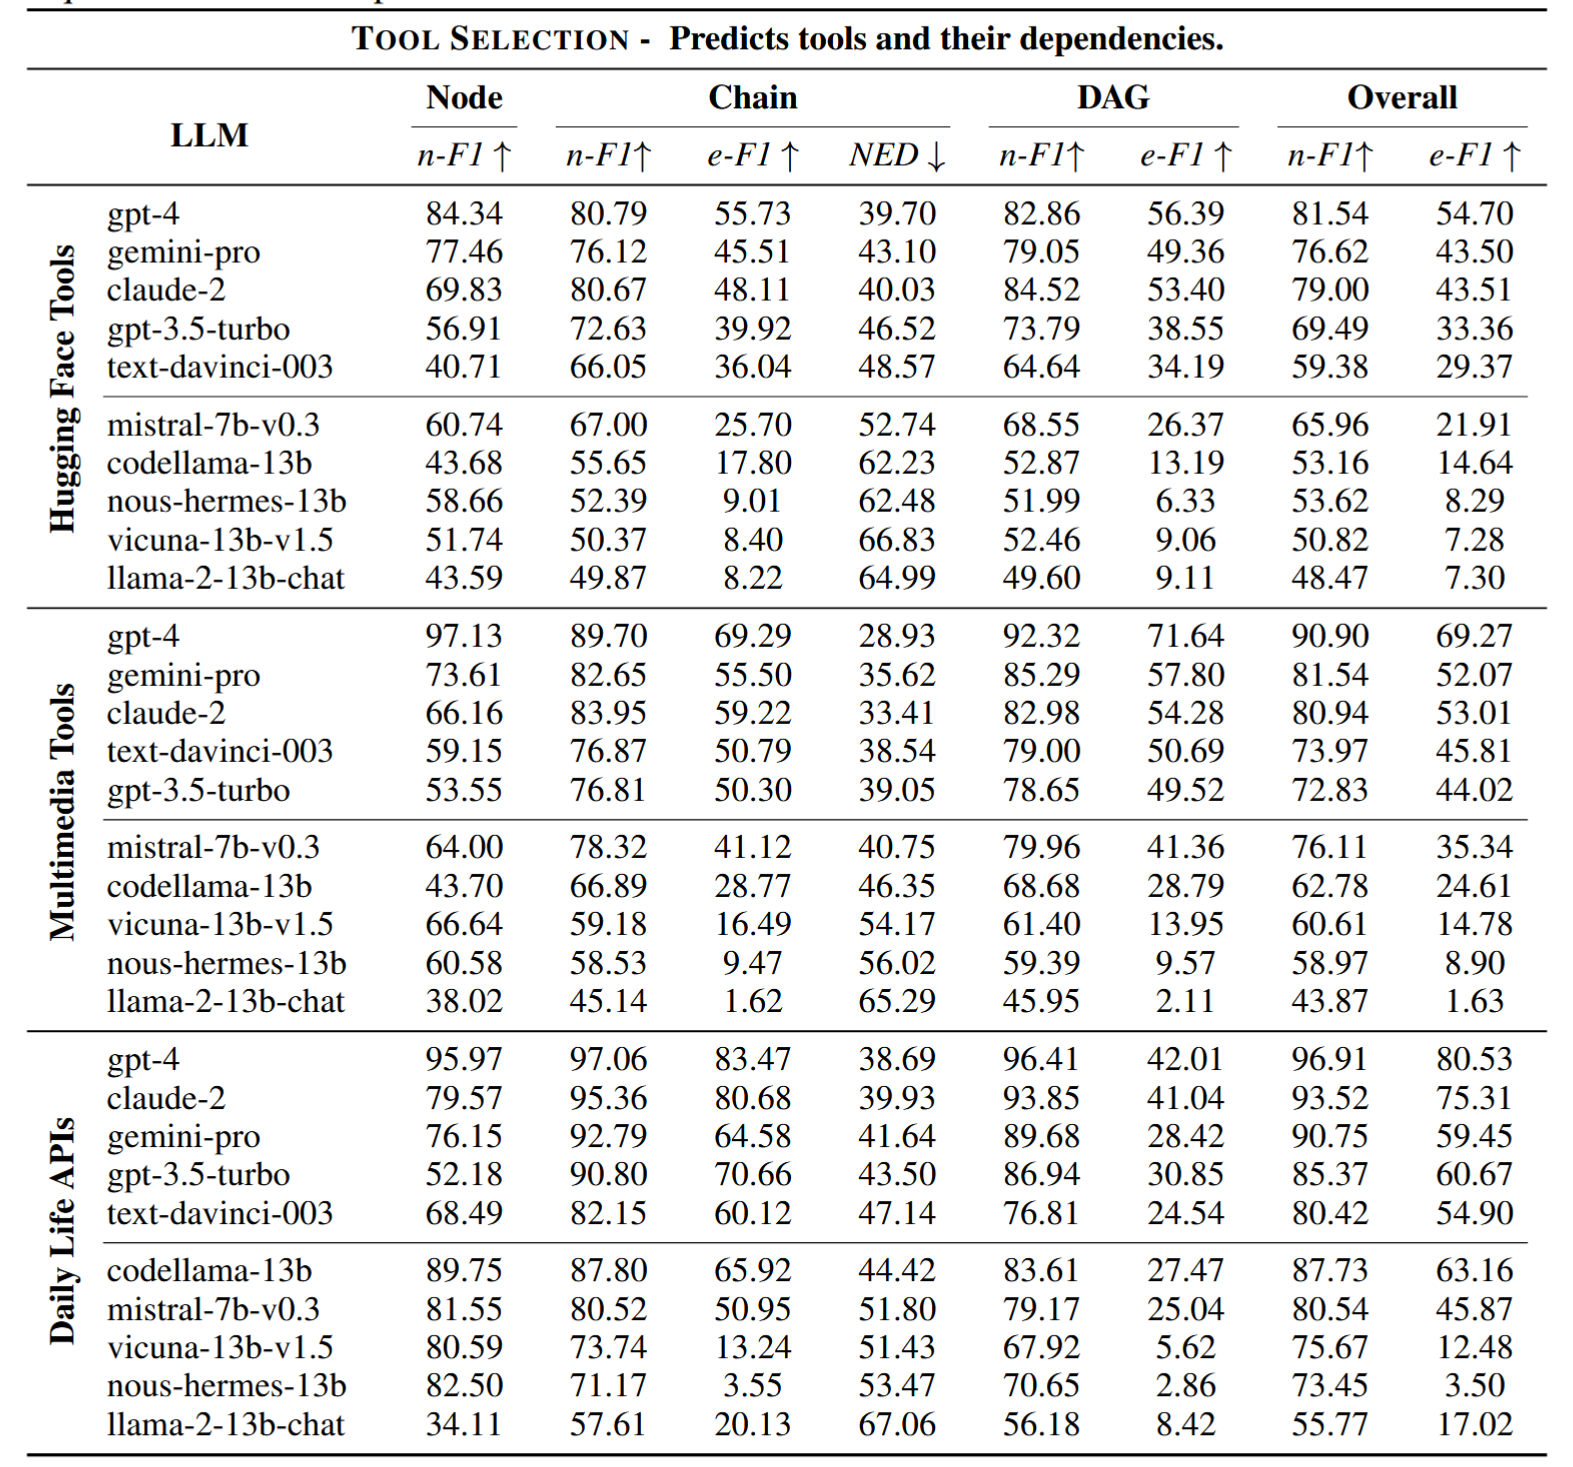 TOOL SELECTION - Predicts tools and their dependencies.
LLM Node Chain DAG Overall
n-F1 ↑ n-F1↑ e-F1 ↑ NED ↓ n-F1↑ e-F1 ↑ n-F1↑ e-F1 ↑
Hugging Face Tools
gpt-4 84.34 80.79 55.73 39.70 82.86 56.39 81.54 54.70
gemini-pro 77.46 76.12 45.51 43.10 79.05 49.36 76.62 43.50
claude-2 69.83 80.67 48.11 40.03 84.52 53.40 79.00 43.51
gpt-3.5-turbo 56.91 72.63 39.92 46.52 73.79 38.55 69.49 33.36
text-davinci-003 40.71 66.05 36.04 48.57 64.64 34.19 59.38 29.37
mistral-7b-v0.3 60.74 67.00 25.70 52.74 68.55 26.37 65.96 21.91
codellama-13b 43.68 55.65 17.80 62.23 52.87 13.19 53.16 14.64
nous-hermes-13b 58.66 52.39 9.01 62.48 51.99 6.33 53.62 8.29
vicuna-13b-v1.5 51.74 50.37 8.40 66.83 52.46 9.06 50.82 7.28
llama-2-13b-chat 43.59 49.87 8.22 64.99 49.60 9.11 48.47 7.30
Multimedia Tools
gpt-4 97.13 89.70 69.29 28.93 92.32 71.64 90.90 69.27
gemini-pro 73.61 82.65 55.50 35.62 85.29 57.80 81.54 52.07
claude-2 66.16 83.95 59.22 33.41 82.98 54.28 80.94 53.01
text-davinci-003 59.15 76.87 50.79 38.54 79.00 50.69 73.97 45.81
gpt-3.5-turbo 53.55 76.81 50.30 39.05 78.65 49.52 72.83 44.02
mistral-7b-v0.3 64.00 78.32 41.12 40.75 79.96 41.36 76.11 35.34
codellama-13b 43.70 66.89 28.77 46.35 68.68 28.79 62.78 24.61
vicuna-13b-v1.5 66.64 59.18 16.49 54.17 61.40 13.95 60.61 14.78
nous-hermes-13b 60.58 58.53 9.47 56.02 59.39 9.57 58.97 8.90
llama-2-13b-chat 38.02 45.14 1.62 65.29 45.95 2.11 43.87 1.63
Daily Life APIs
gpt-4 95.97 97.06 83.47 38.69 96.41 42.01 96.91 80.53
claude-2 79.57 95.36 80.68 39.93 93.85 41.04 93.52 75.31
gemini-pro 76.15 92.79 64.58 41.64 89.68 28.42 90.75 59.45
gpt-3.5-turbo 52.18 90.80 70.66 43.50 86.94 30.85 85.37 60.67
text-davinci-003 68.49 82.15 60.12 47.14 76.81 24.54 80.42 54.90
codellama-13b 89.75 87.80 65.92 44.42 83.61 27.47 87.73 63.16
mistral-7b-v0.3 81.55 80.52 50.95 51.80 79.17 25.04 80.54 45.87
vicuna-13b-v1.5 80.59 73.74 13.24 51.43 67.92 5.62 75.67 12.48
nous-hermes-13b 82.50 71.17 3.55 53.47 70.65 2.86 73.45 3.50
llama-2-13b-chat 34.11 57.61 20.13 67.06 56.18 8.42 55.77 17.02